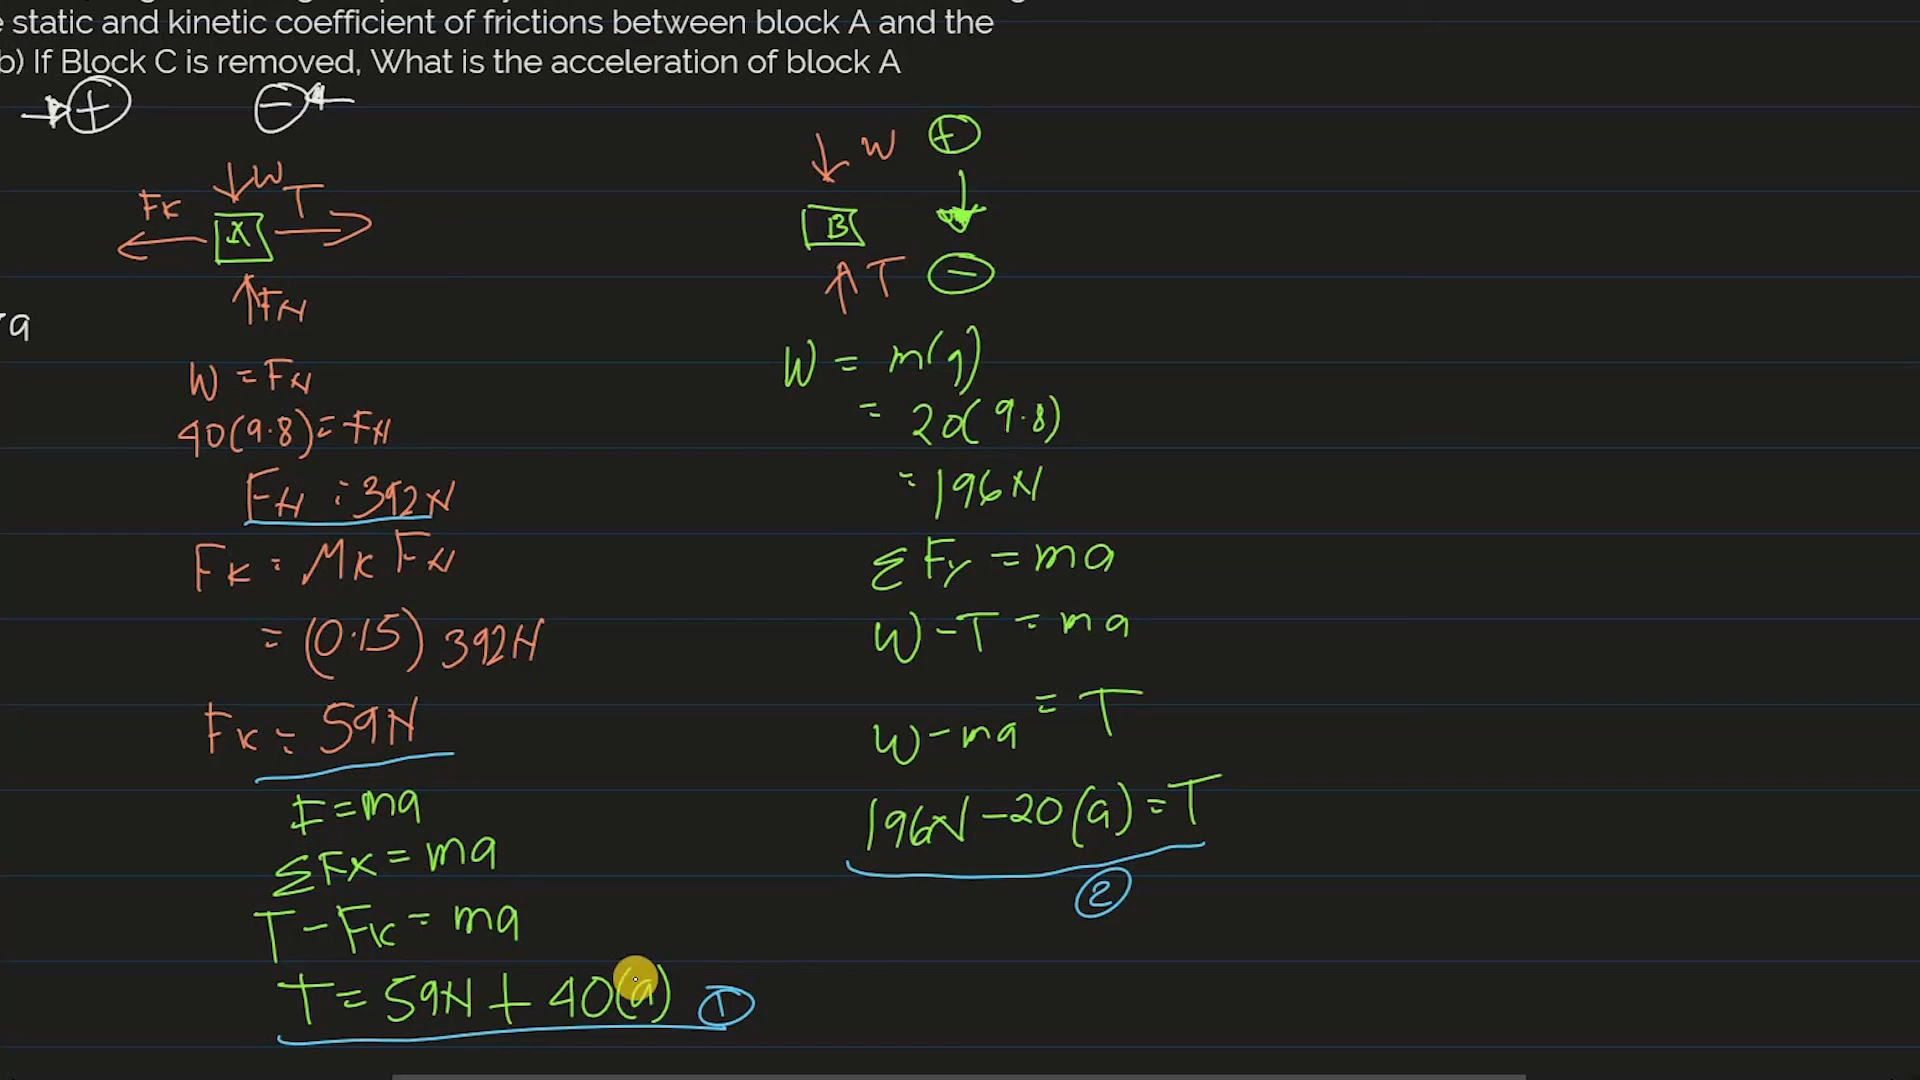 e static and kinetic coefficient of frictions between block A and the
b) If Block C is removed, What is the acceleration of block A
+ −
W
FK T
A
FN
a
W = FN
40(9.8) = FN
FN = 392N
FK = MK FN
= (0.15) 392N
FK = 59N
F = ma
ΣFx = ma
T − FK = ma
T = 59N + 40(a) ①
W +
B
T −
W = m(g)
= 20(9.8)
= 196N
ΣFy = ma
W − T = ma
W − ma = T
196N − 20(a) = T
②